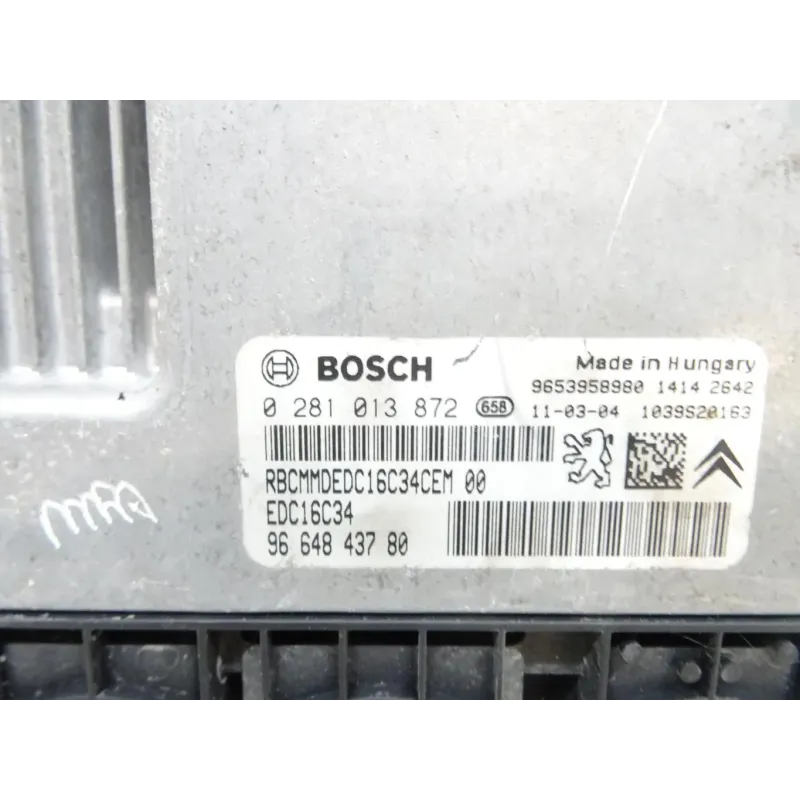 BOSCH
Made in Hungary
9653958980 1414 2642
0 281 013 872 658 11-03-04 1039S20163
RBCMMDEDC16C34CEM 00
EDC16C34
96 648 437 80